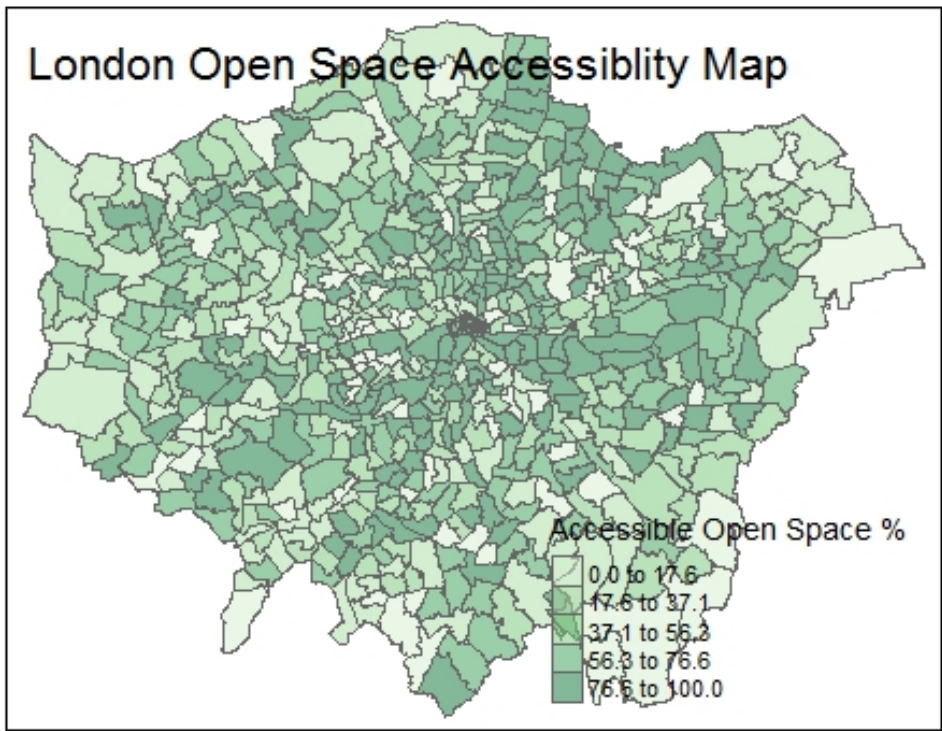 London Open Space Accessiblity Map
Accessible Open Space %
0.0 to 17.6
17.6 to 37.1
37.1 to 56.3
56.3 to 76.6
76.6 to 100.0